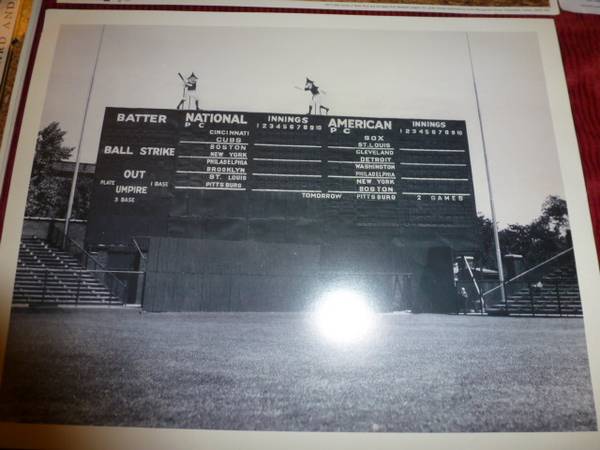 BATTER
BALL STRIKE
OUT
PLATE 1 BASE
UMPIRE
3 BASE
NATIONAL INNINGS
P C 1 2 3 4 5 6 7 8 9 10
CINCINNATI
CUBS
BOSTON
NEW YORK
PHILADELPHIA
BROOKLYN
ST. LOUIS
PITTSBURG
AMERICAN INNINGS
P C 1 2 3 4 5 6 7 8 9 10
SOX
ST. LOUIS
CLEVELAND
DETROIT
WASHINGTON
PHILADELPHIA
NEW YORK
BOSTON
TOMORROW PITTSBURG 2 GAMES